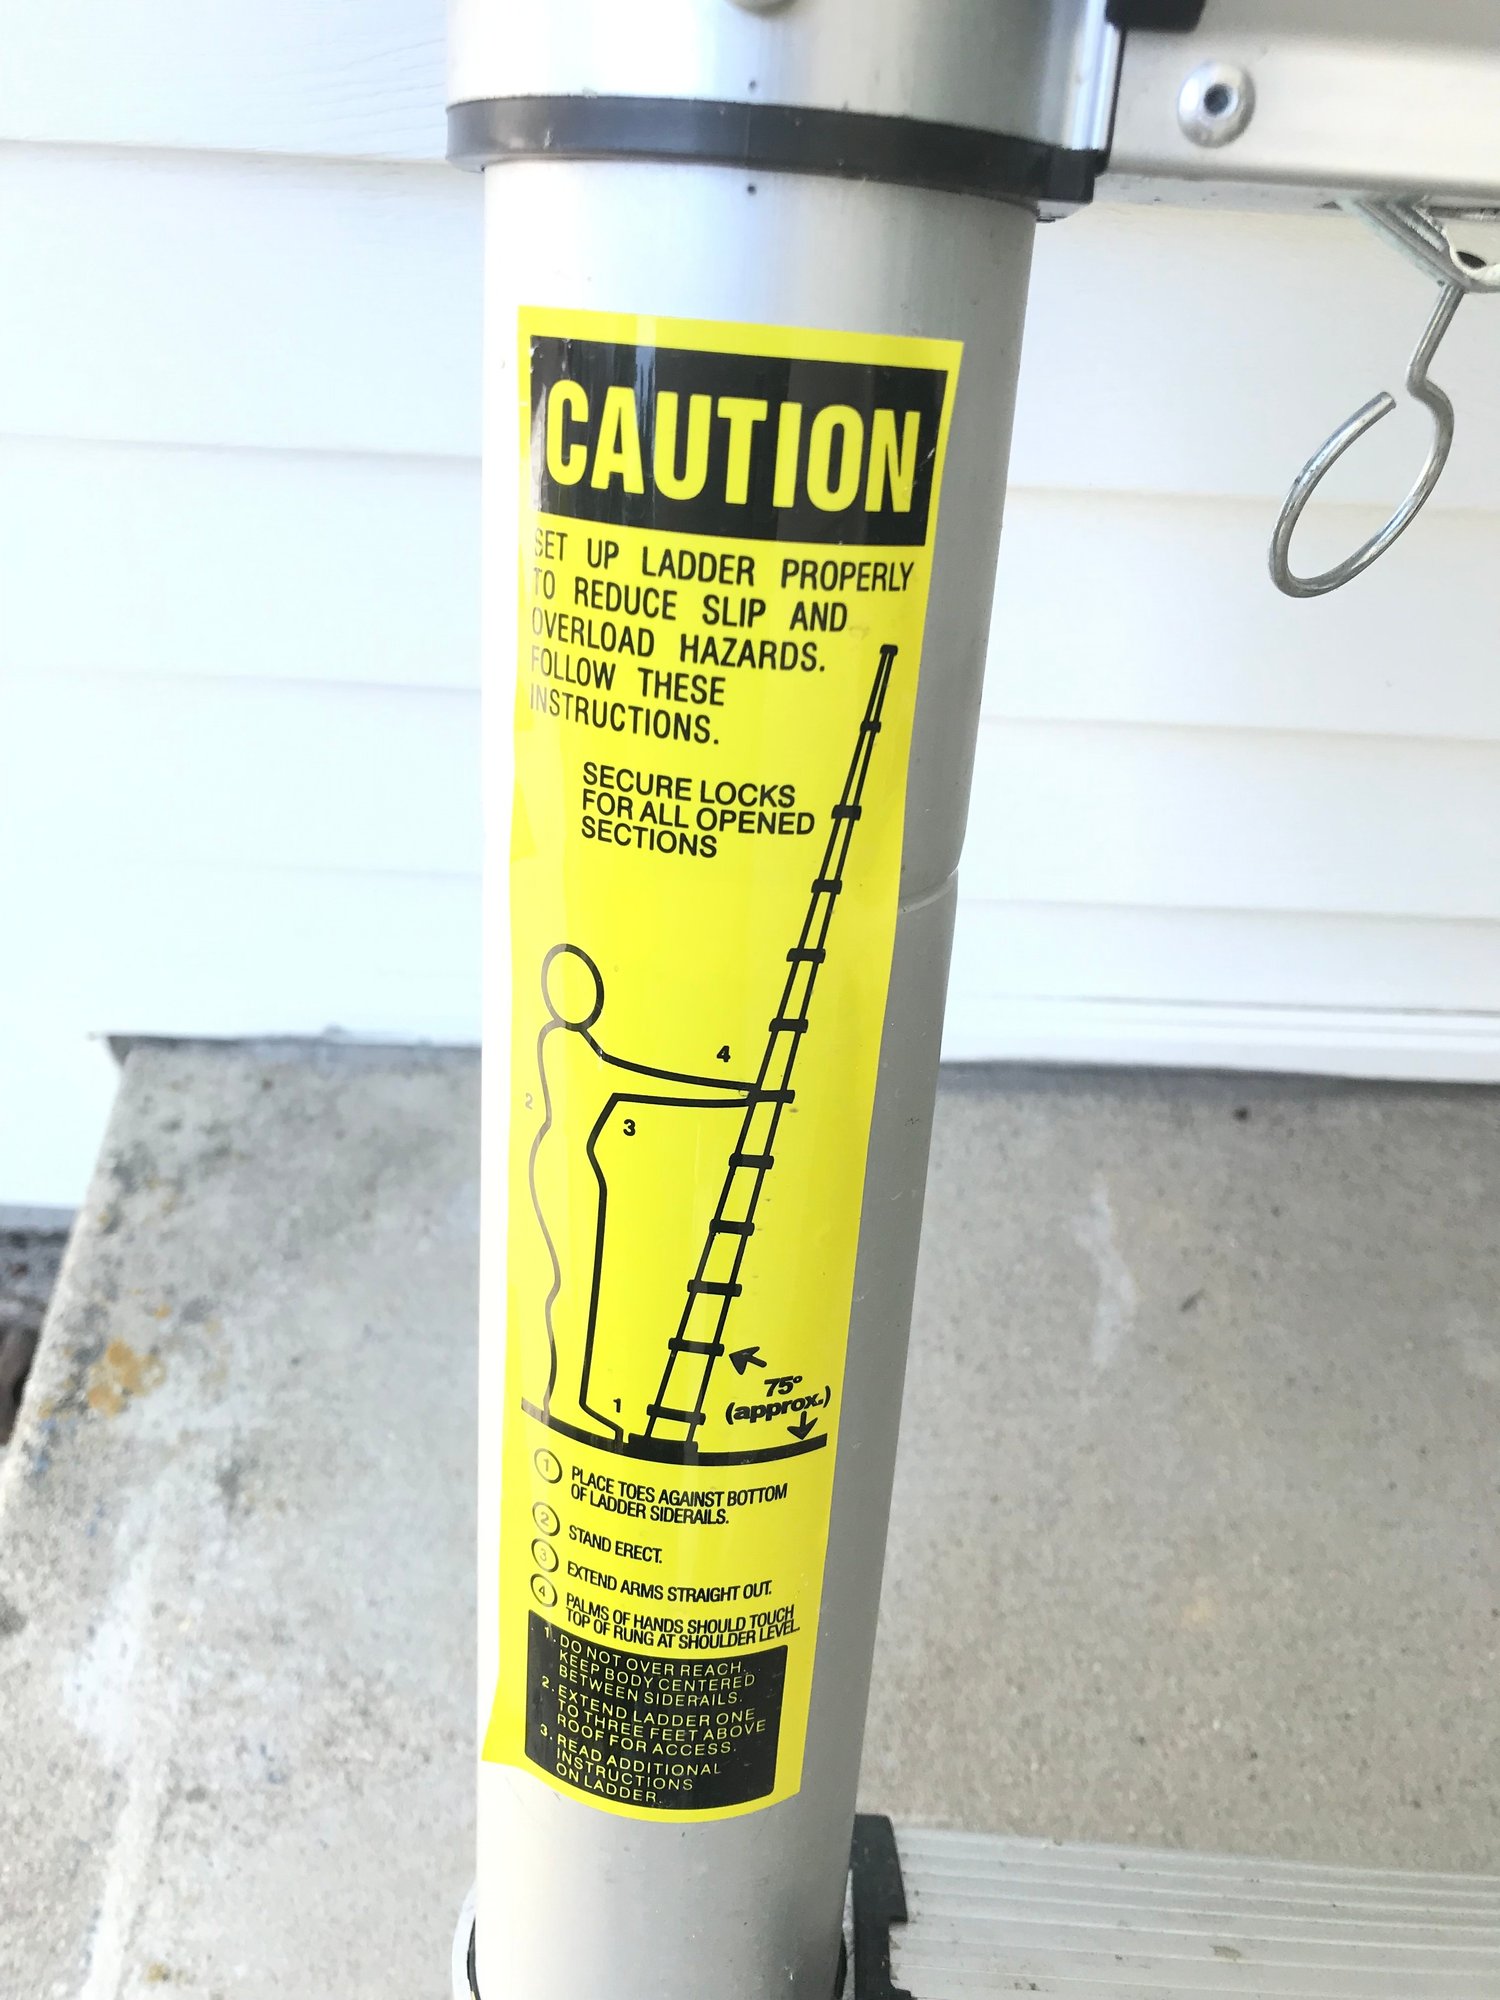 CAUTION
SET UP LADDER PROPERLY
TO REDUCE SLIP AND
OVERLOAD HAZARDS.
FOLLOW THESE
INSTRUCTIONS.
SECURE LOCKS
FOR ALL OPENED
SECTIONS
4
2
3
1
75°
(approx.)
1 PLACE TOES AGAINST BOTTOM
OF LADDER SIDERAILS.
2 STAND ERECT.
3 EXTEND ARMS STRAIGHT OUT.
4 PALMS OF HANDS SHOULD TOUCH
TOP OF RUNG AT SHOULDER LEVEL.
1. DO NOT OVER REACH.
KEEP BODY CENTERED
BETWEEN SIDERAILS.
2. EXTEND LADDER ONE
TO THREE FEET ABOVE
ROOF FOR ACCESS.
3. READ ADDITIONAL
INSTRUCTIONS
ON LADDER.